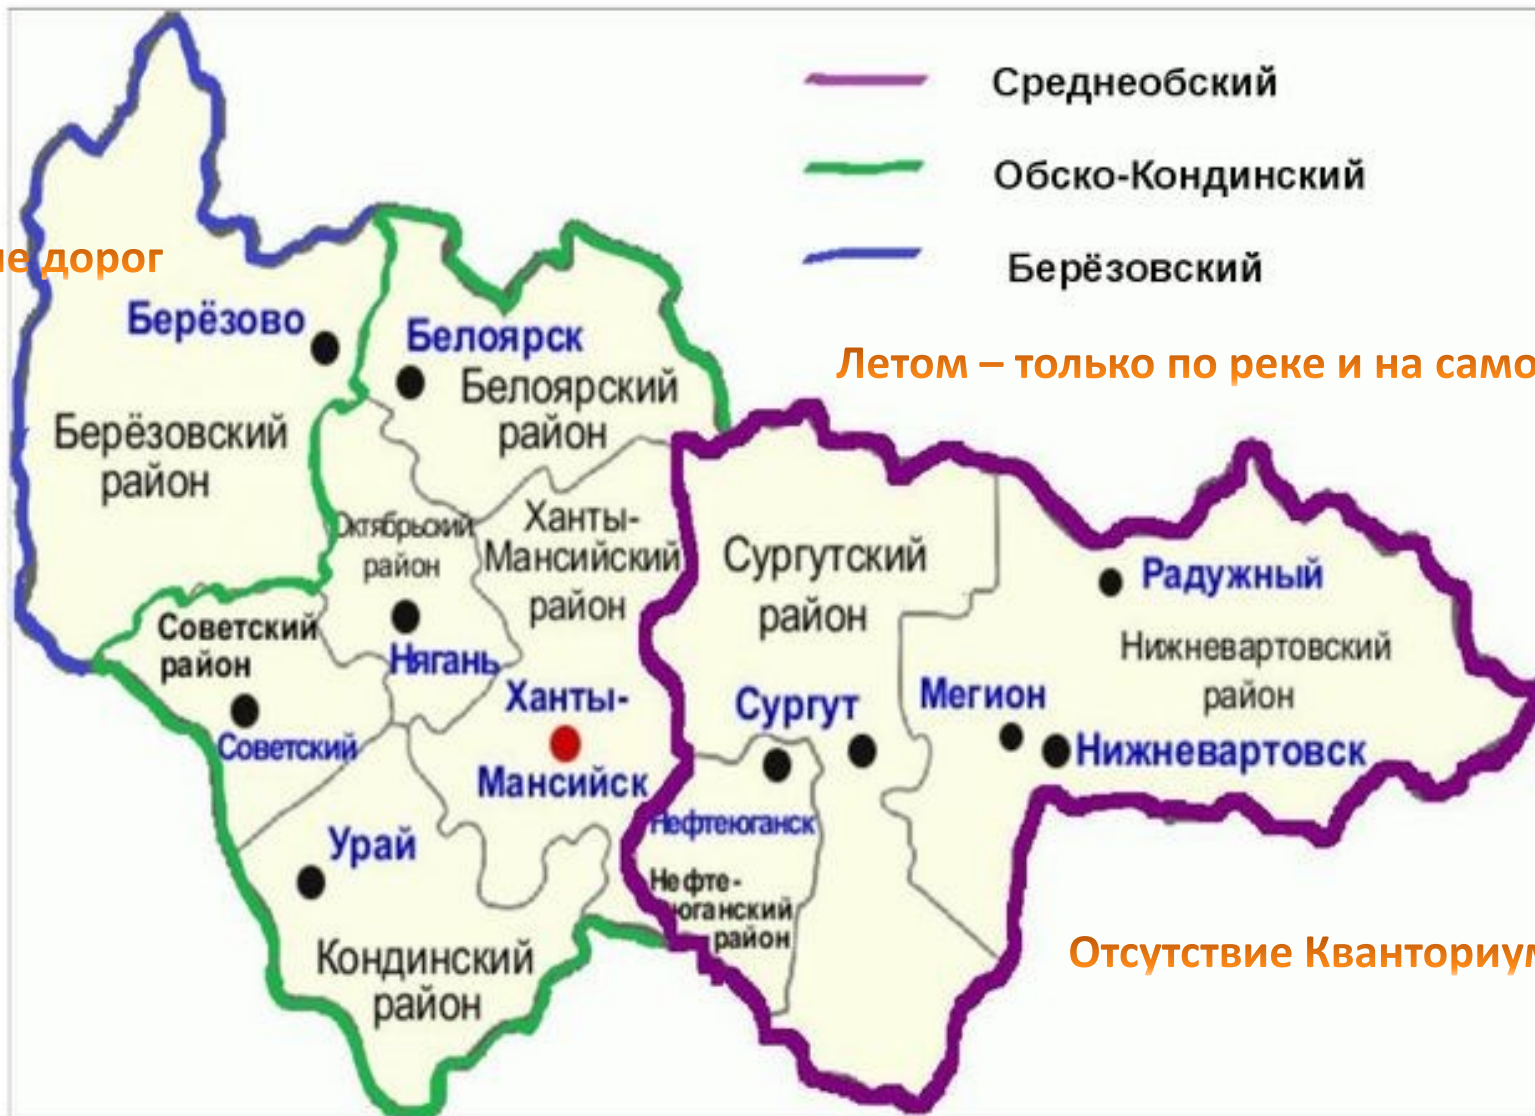 Среднеобский
Обско-Кондинский
Берёзовский
не дорог
Летом – только по реке и на само
Берёзово
Белоярск
Белоярский
район
Берёзовский
район
Октябрьский
район
Ханты-
Мансийский
район
Сургутский
район
Радужный
Нижневартовский
район
Советский
район
Нягань
Советский
Ханты-
Мансийск
Сургут
Мегион
Нижневартовск
Нефтеюганск
Нефте-
юганский
район
Урай
Кондинский
район
Отсутствие Кванториум